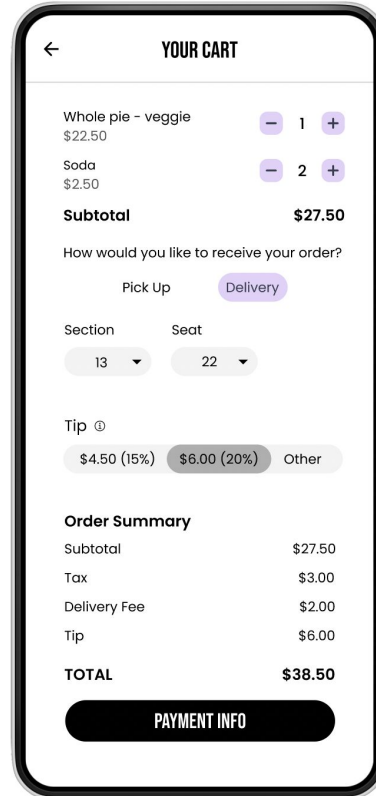 YOUR CART
Whole pie - veggie
$22.50
1
Soda
$2.50
2
Subtotal $27.50
How would you like to receive your order?
Pick Up Delivery
Section Seat
13 22
Tip
$4.50 (15%) $6.00 (20%) Other
Order Summary
Subtotal $27.50
Tax $3.00
Delivery Fee $2.00
Tip $6.00
TOTAL $38.50
PAYMENT INFO